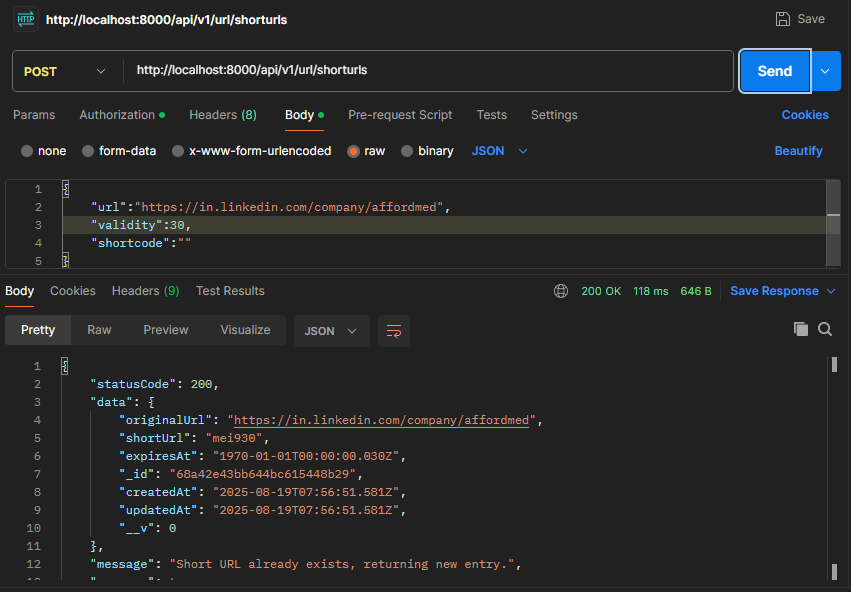 HTTP http://localhost:8000/api/v1/url/shorturls Save
POST http://localhost:8000/api/v1/url/shorturls Send
Params Authorization Headers (8) Body Pre-request Script Tests Settings Cookies
none form-data x-www-form-urlencoded raw binary JSON Beautify
1 {
2 "url":"https://in.linkedin.com/company/affordmed",
3 "validity":30,
4 "shortcode":""
5 }
Body Cookies Headers (9) Test Results 200 OK 118 ms 646 B Save Response
Pretty Raw Preview Visualize JSON
1 {
2 "statusCode": 200,
3 "data": {
4 "originalUrl": "https://in.linkedin.com/company/affordmed",
5 "shortUrl": "mei930",
6 "expiresAt": "1970-01-01T00:00:00.030Z",
7 "_id": "68a42e43bb644bc615448b29",
8 "createdAt": "2025-08-19T07:56:51.581Z",
9 "updatedAt": "2025-08-19T07:56:51.581Z",
10 "__v": 0
11 },
12 "message": "Short URL already exists, returning new entry.",